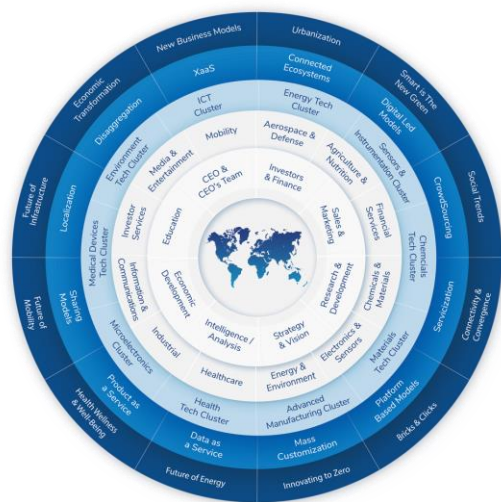 New Business Models
Urbanization
Smart is The
New Green
Social Trends
Connectivity &
Convergence
Bricks & Clicks
Innovating to Zero
Future of Energy
Health Wellness
& Well-Being
Future of
Mobility
Future of
Infrastructure
Economic
Transformation
XaaS
Connected
Ecosystems
Digital Led
Models
CrowdSourcing
Servicization
Platform
Based Models
Mass
Customization
Data as
a Service
Product as
a Service
Sharing
Models
Localization
Disaggregation
ICT
Cluster
Energy Tech
Cluster
Sensors &
Instrumentation Cluster
Chemcials
Tech Cluster
Materials
Tech Cluster
Advanced
Manufacturing Cluster
Health
Tech Cluster
Microelectronics
Cluster
Medical Devices
Tech Cluster
Environment
Tech Cluster
Mobility
Aerospace &
Defense
Agriculture &
Nutrition
Financial
Services
Chemicals &
Materials
Electronics &
Sensors
Energy &
Environment
Healthcare
Industrial
Information &
Communications
Investor
Services
Media &
Entertainment
CEO &
CEO's Team
Investors
& Finance
Sales &
Marketing
Research &
Development
Strategy
& Vision
Intelligence /
Analysis
Economic
Development
Education